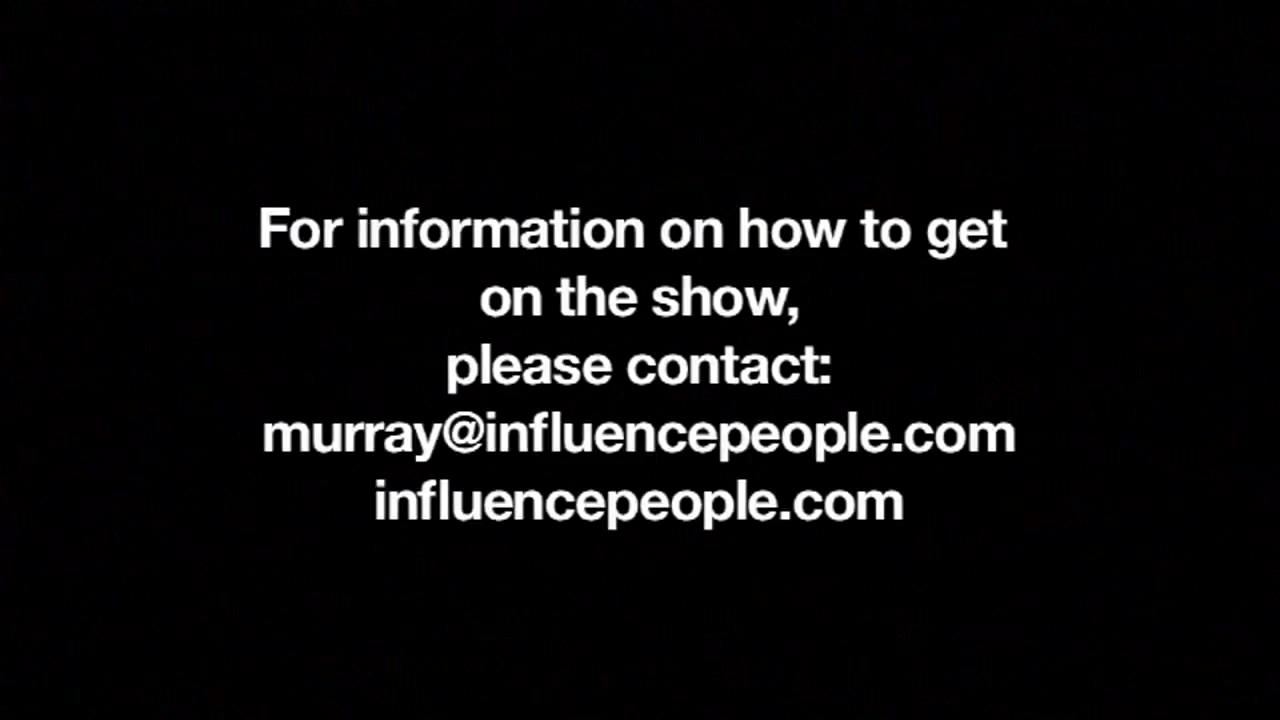 For information on how to get
on the show,
please contact:
murray@influencepeople.com
influencepeople.com